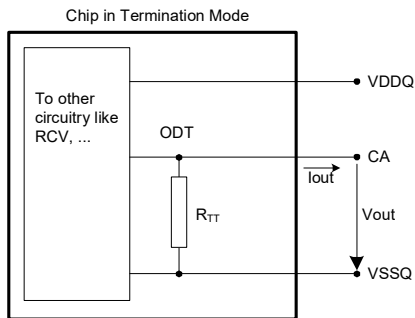 Chip in Termination Mode
To other
circuitry like
RCV, ...
ODT
RTT
VDDQ
CA
Iout
Vout
VSSQ